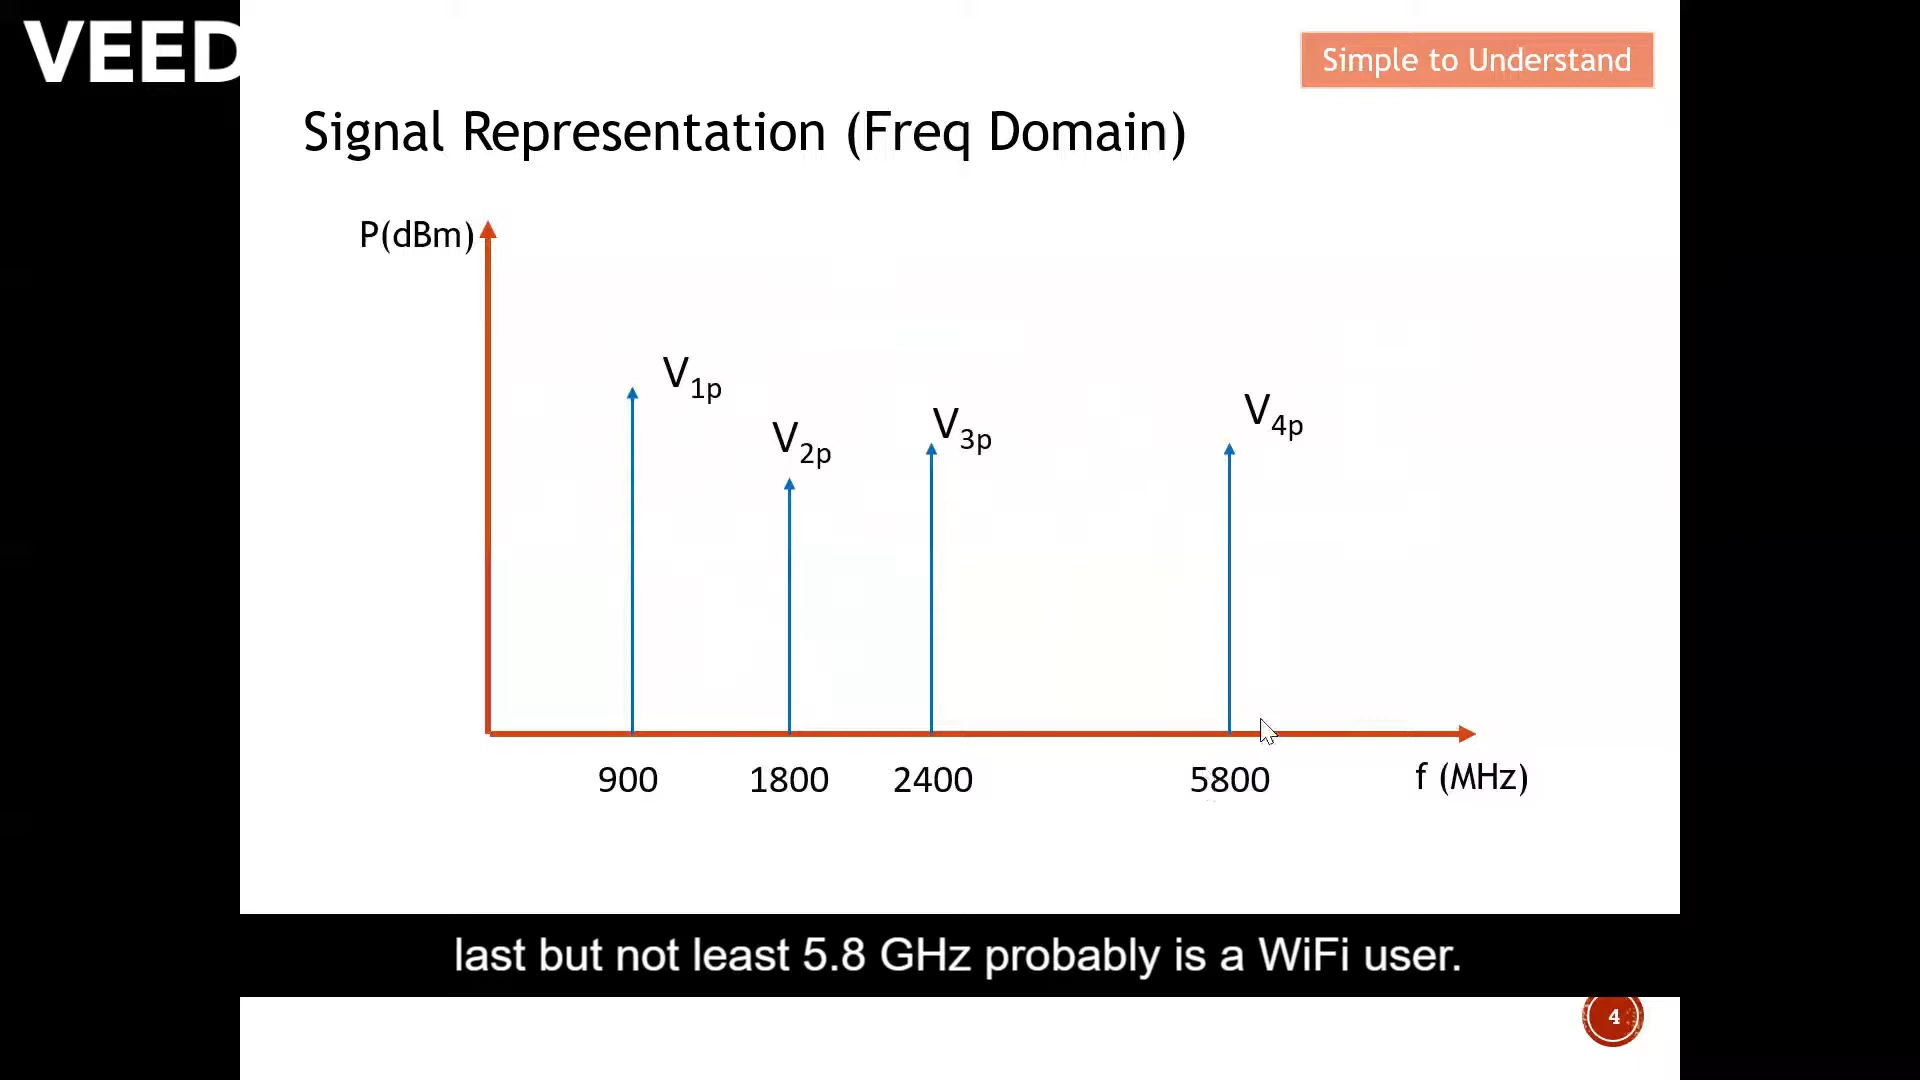 VEED
Simple to Understand
Signal Representation (Freq Domain)
P(dBm)
V1p
V2p
V3p
V4p
900 1800 2400 5800 f (MHz)
last but not least 5.8 GHz probably is a WiFi user.
4